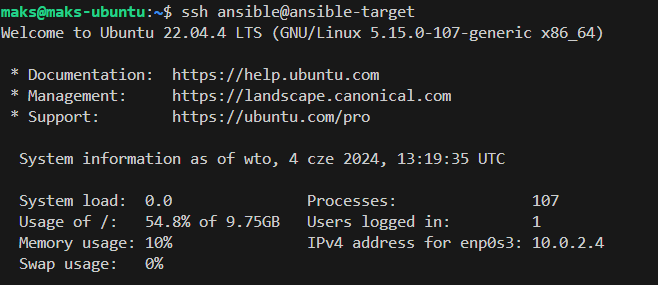 maks@maks-ubuntu:~$ ssh ansible@ansible-target
Welcome to Ubuntu 22.04.4 LTS (GNU/Linux 5.15.0-107-generic x86_64)
* Documentation:  https://help.ubuntu.com
* Management:     https://landscape.canonical.com
* Support:        https://ubuntu.com/pro
System information as of wto, 4 cze 2024, 13:19:35 UTC
System load:  0.0               Processes:             107
Usage of /:   54.8% of 9.75GB   Users logged in:       1
Memory usage: 10%               IPv4 address for enp0s3: 10.0.2.4
Swap usage:   0%